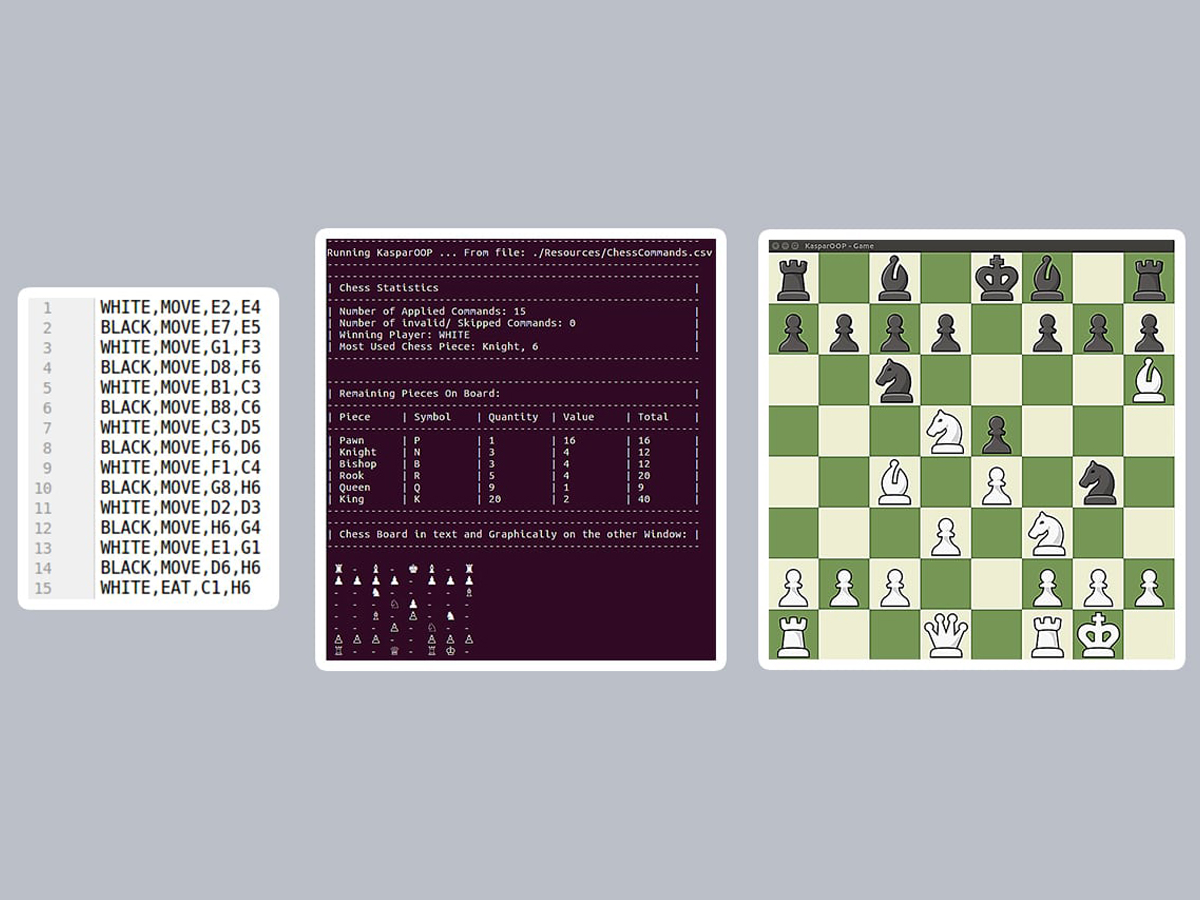 1 WHITE,MOVE,E2,E4
2 BLACK,MOVE,E7,E5
3 WHITE,MOVE,G1,F3
4 BLACK,MOVE,D8,F6
5 WHITE,MOVE,B1,C3
6 BLACK,MOVE,B8,C6
7 WHITE,MOVE,C3,D5
8 BLACK,MOVE,F6,D6
9 WHITE,MOVE,F1,C4
10 BLACK,MOVE,G8,H6
11 WHITE,MOVE,D2,D3
12 BLACK,MOVE,H6,G4
13 WHITE,MOVE,E1,G1
14 BLACK,MOVE,D6,H6
15 WHITE,EAT,C1,H6
Running KasparOOP ... From file: ./Resources/ChessCommands.csv
| Chess Statistics |
| Number of Applied Commands: 15 |
| Number of invalid/ Skipped Commands: 0 |
| Winning Player: WHITE |
| Most Used Chess Piece: Knight, 6 |
| Remaining Pieces On Board: |
| Piece | Symbol | Quantity | Value | Total |
| Pawn | P | 1 | 16 | 16 |
| Knight | N | 3 | 4 | 12 |
| Bishop | B | 3 | 4 | 12 |
| Rook | R | 5 | 4 | 20 |
| Queen | Q | 9 | 1 | 9 |
| King | K | 20 | 2 | 40 |
| Chess Board in text and Graphically on the other Window: |
♜ - ♝ - ♚ ♝ - ♜
♟ ♟ ♟ ♟ - ♟ ♟ ♟
- - ♞ - - - - ♗
- - - ♘ ♟ - - -
- - ♗ - ♙ - ♞ -
- - - ♙ - ♘ - -
♙ ♙ ♙ - - ♙ ♙ ♙
♖ - - ♕ - ♖ ♔ -
KasparOOP - Game